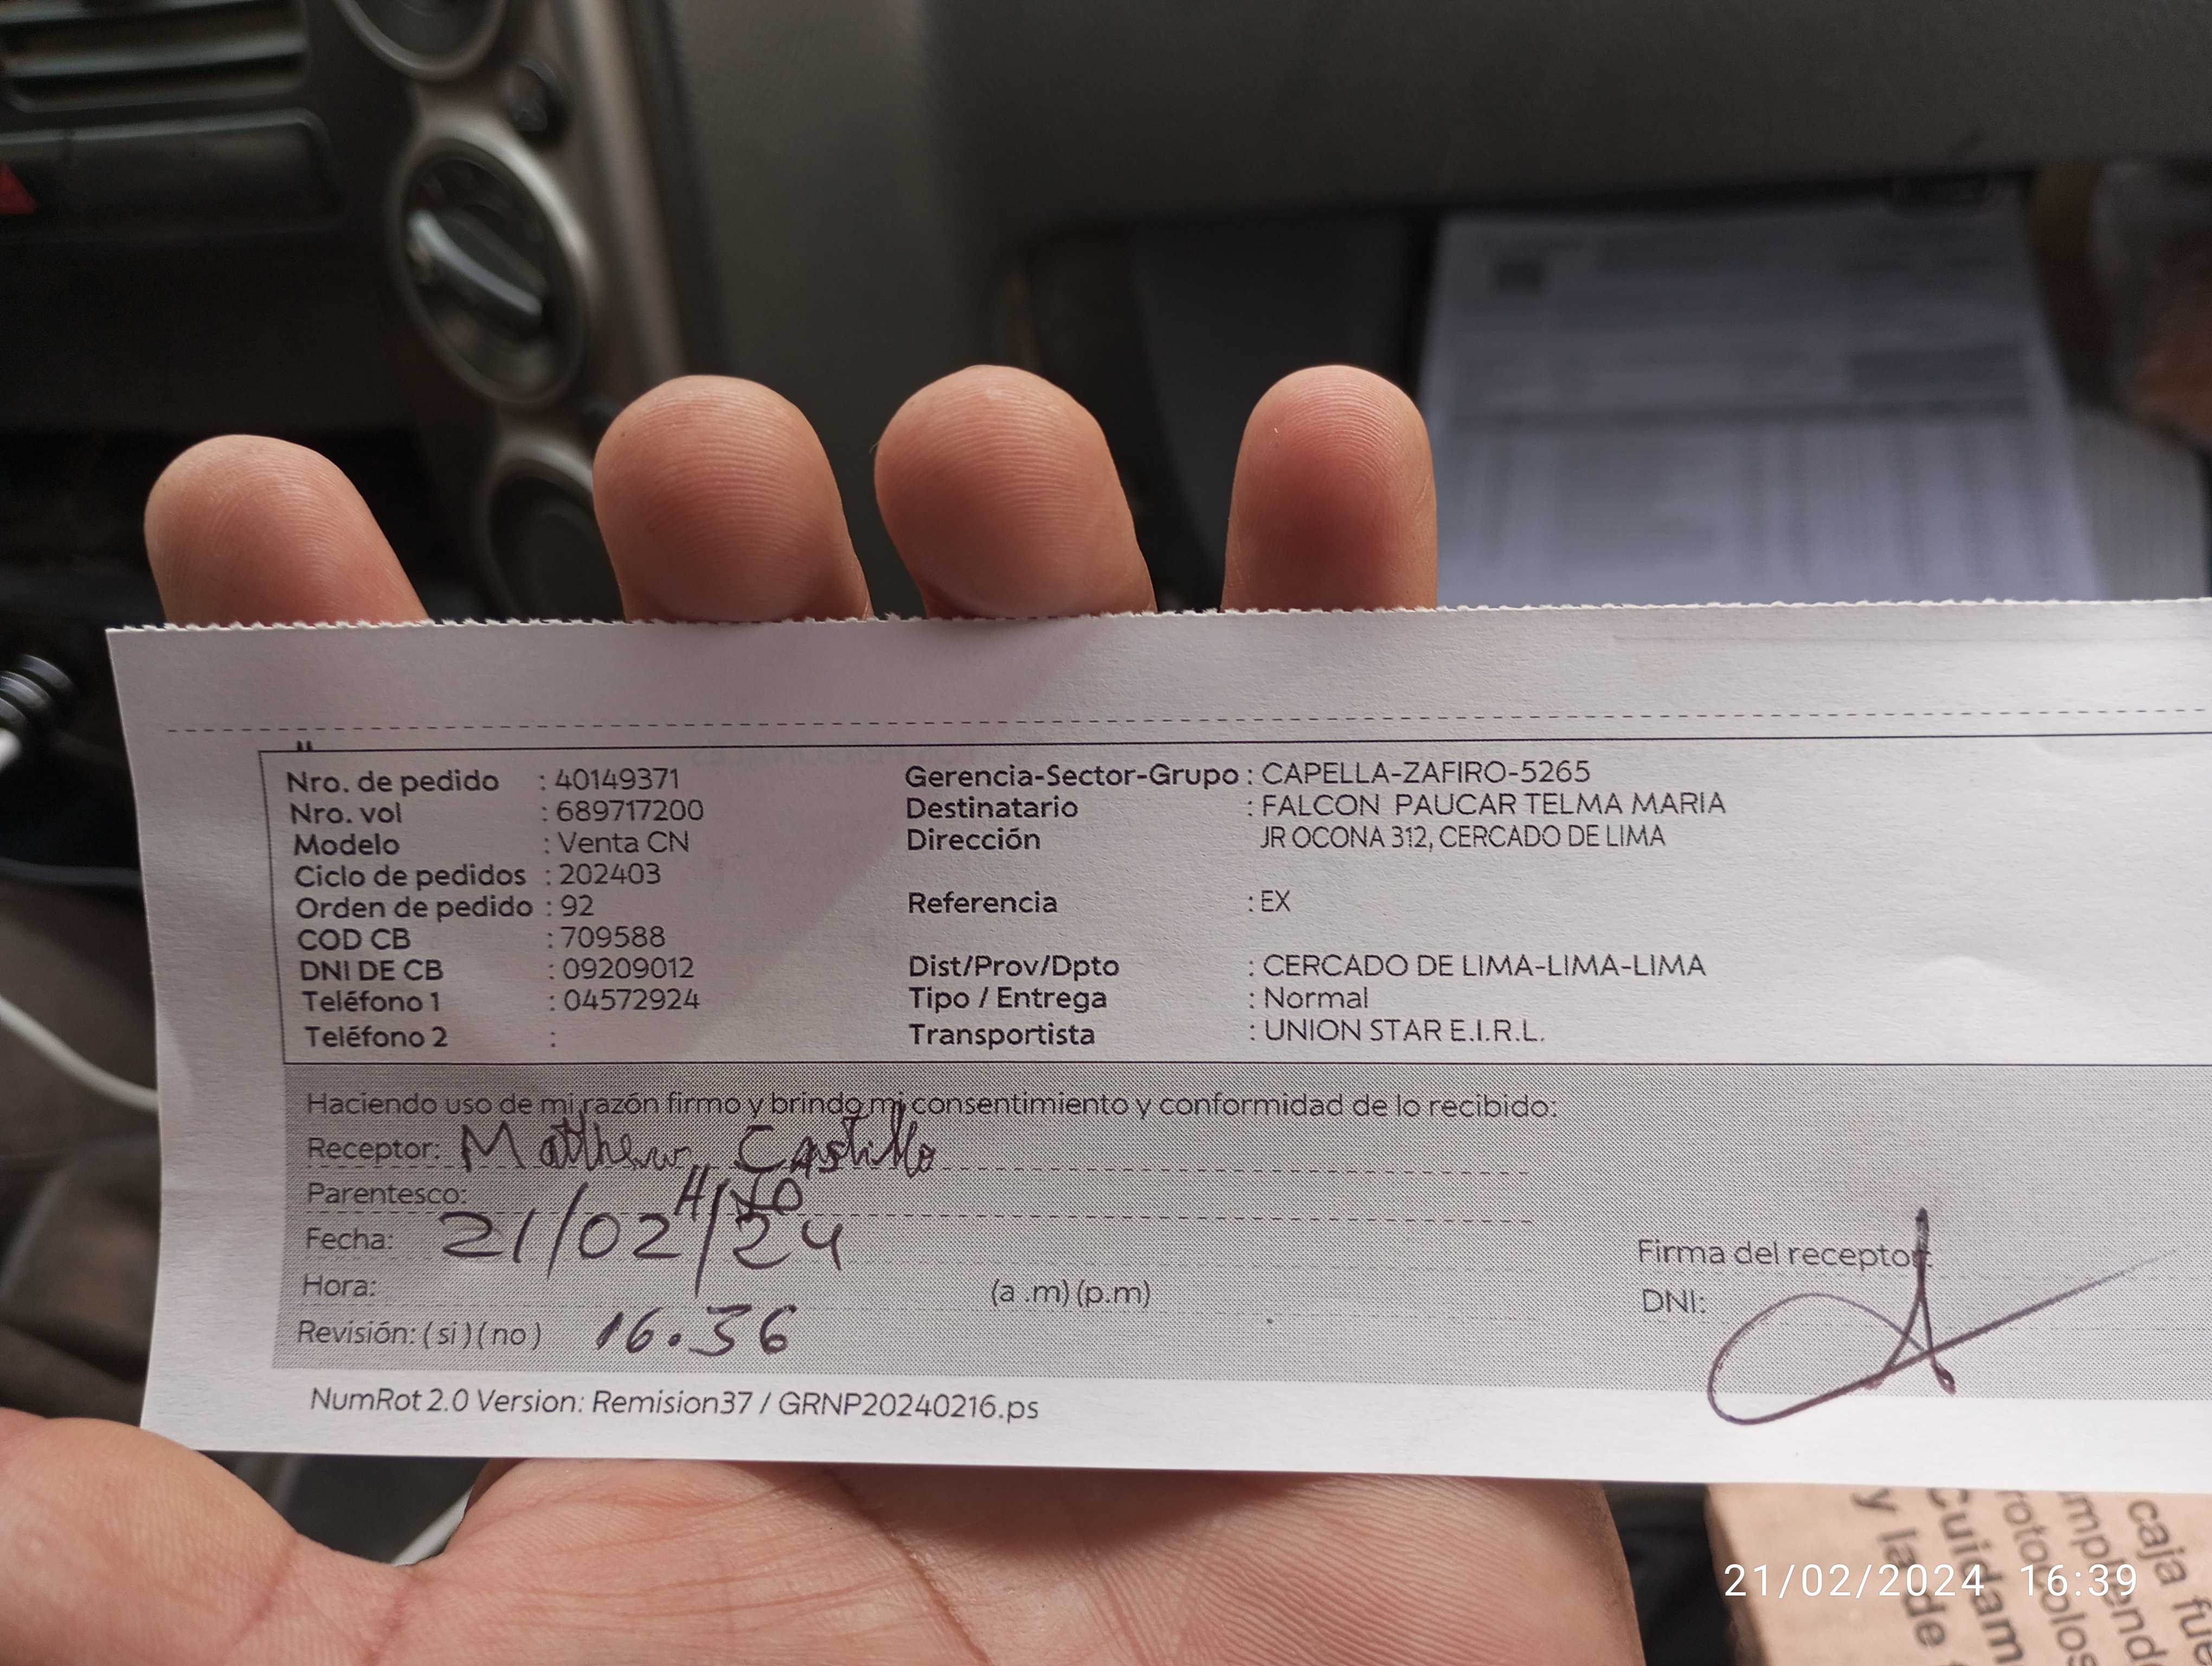 Nro. de pedido : 40149371
Nro. vol : 689717200
Modelo : Venta CN
Ciclo de pedidos : 202403
Orden de pedido : 92
COD CB : 709588
DNI DE CB : 09209012
Teléfono 1 : 04572924
Teléfono 2 :
Gerencia-Sector-Grupo : CAPELLA-ZAFIRO-5265
Destinatario : FALCON PAUCAR TELMA MARIA
Dirección JR OCONA 312, CERCADO DE LIMA
Referencia : EX
Dist/Prov/Dpto : CERCADO DE LIMA-LIMA-LIMA
Tipo / Entrega : Normal
Transportista : UNION STAR E.I.R.L.
Haciendo uso de mi razón firmo y brindo mi consentimiento y conformidad de lo recibido:
Receptor: Matthew Castillo
Parentesco:
Fecha: 21/02/24
Hora: (a .m) (p.m)
Revisión: ( si ) ( no ) 16.36
Firma del receptor:
DNI:
NumRot 2.0 Version: Remision37 / GRNP20240216.ps
caja fue
Cuidam
y la de
21/02/2024 16:39